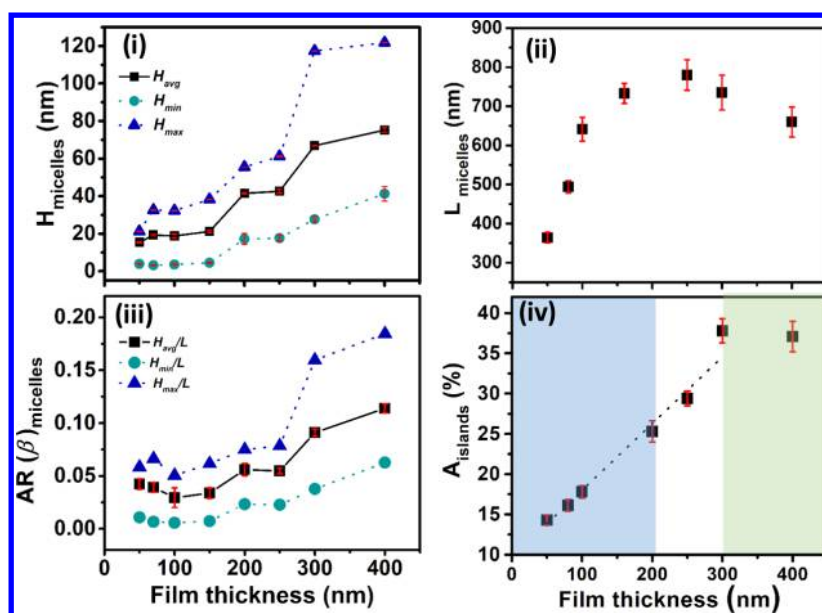 (i)
H_avg
H_min
H_max
H_micelles (nm)
120
100
80
60
40
20
0
(ii)
L_micelles (nm)
900
800
700
600
500
400
300
(iii)
H_avg/L
H_min/L
H_max/L
AR (β)_micelles
0.20
0.15
0.10
0.05
0.00
0 100 200 300 400
Film thickness (nm)
(iv)
A_islands (%)
40
35
30
25
20
15
10
0 100 200 300 400
Film thickness (nm)